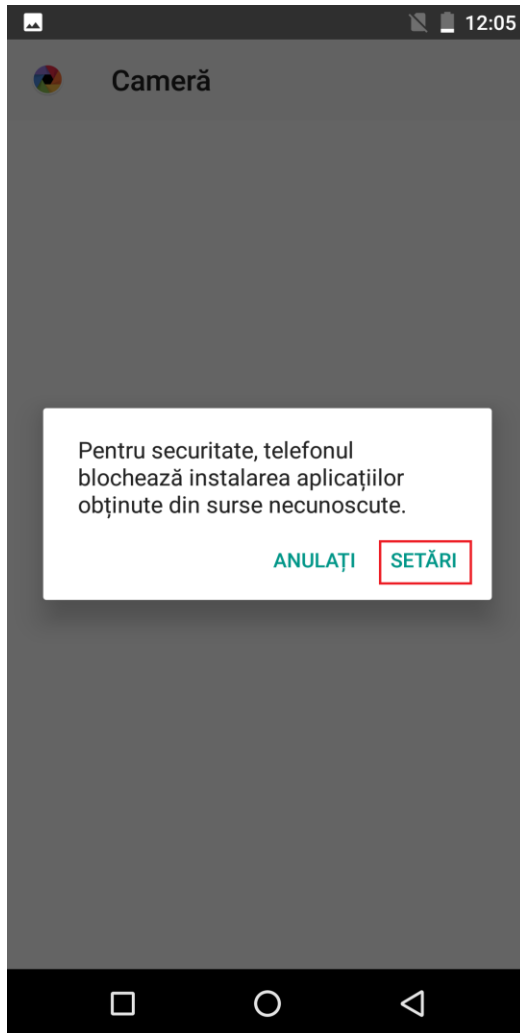 12:05
Cameră
Pentru securitate, telefonul
blochează instalarea aplicațiilor
obținute din surse necunoscute.
ANULAȚI SETĂRI